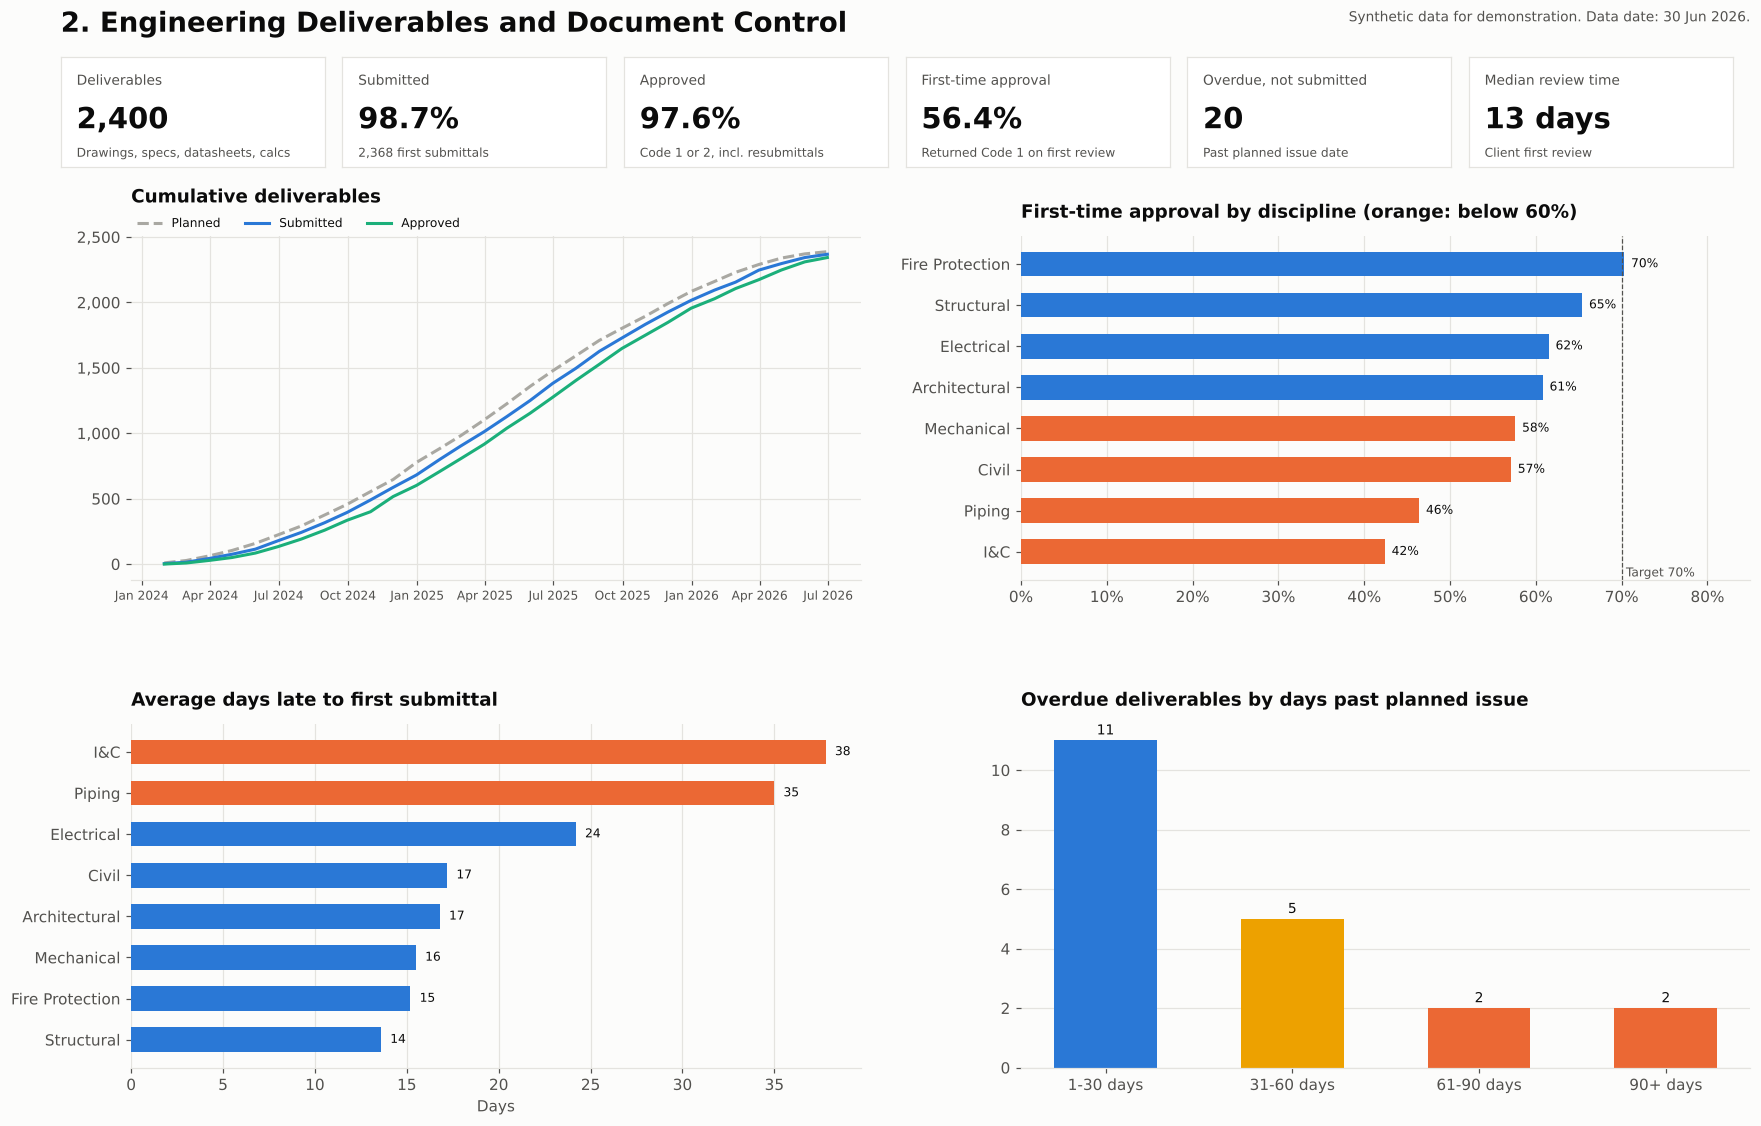 2. Engineering Deliverables and Document Control
Synthetic data for demonstration. Data date: 30 Jun 2026.
Deliverables
2,400
Drawings, specs, datasheets, calcs
Submitted
98.7%
2,368 first submittals
Approved
97.6%
Code 1 or 2, incl. resubmittals
First-time approval
56.4%
Returned Code 1 on first review
Overdue, not submitted
20
Past planned issue date
Median review time
13 days
Client first review
Cumulative deliverables
Planned Submitted Approved
2,500
2,000
1,500
1,000
500
0
Jan 2024 Apr 2024 Jul 2024 Oct 2024 Jan 2025 Apr 2025 Jul 2025 Oct 2025 Jan 2026 Apr 2026 Jul 2026
First-time approval by discipline (orange: below 60%)
Fire Protection 70%
Structural 65%
Electrical 62%
Architectural 61%
Mechanical 58%
Civil 57%
Piping 46%
I&C 42%
Target 70%
0% 10% 20% 30% 40% 50% 60% 70% 80%
Average days late to first submittal
I&C 38
Piping 35
Electrical 24
Civil 17
Architectural 17
Mechanical 16
Fire Protection 15
Structural 14
0 5 10 15 20 25 30 35
Days
Overdue deliverables by days past planned issue
11
10
8
6
5
4
2 2 2
0
1-30 days 31-60 days 61-90 days 90+ days